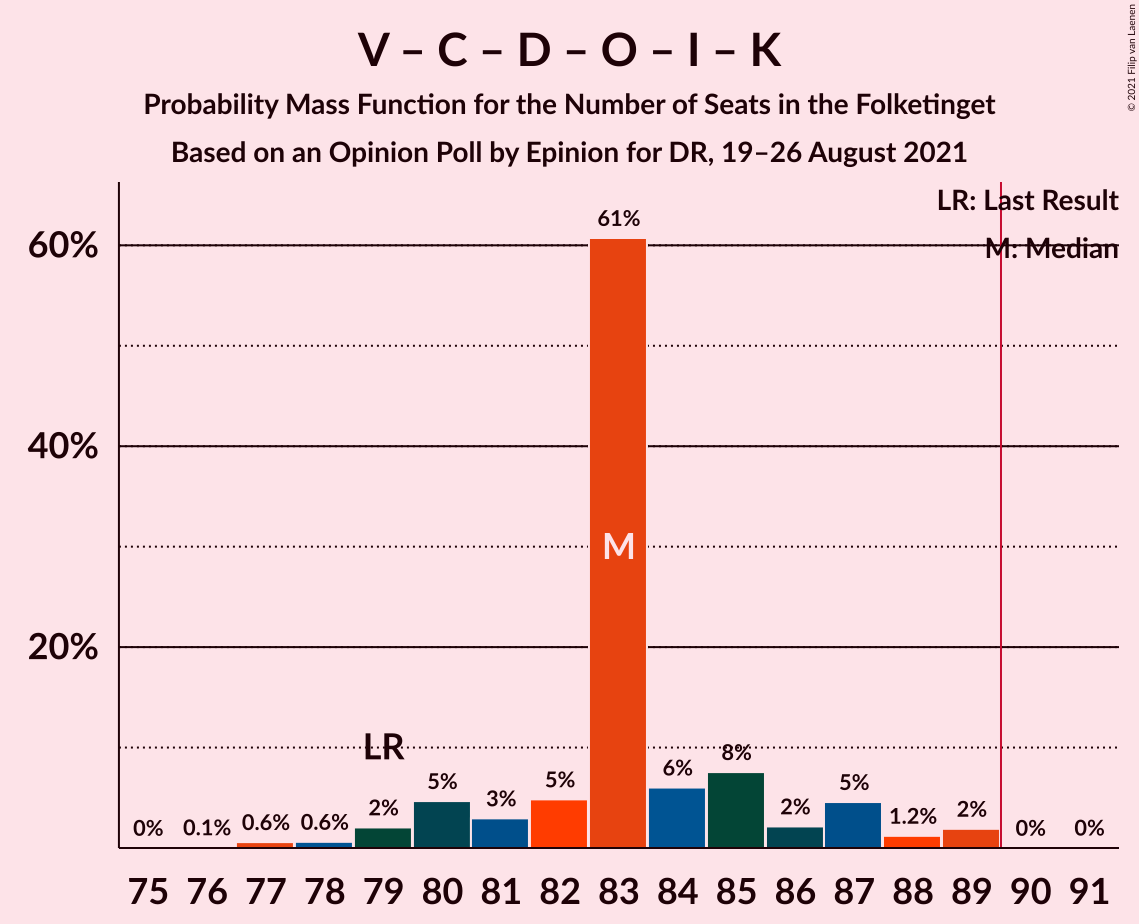 V – C – D – O – I – K
Probability Mass Function for the Number of Seats in the Folketinget
Based on an Opinion Poll by Epinion for DR, 19–26 August 2021
© 2021 Filip van Laenen
LR: Last Result
M: Median
60%
40%
20%
0% 0.1% 0.6% 0.6% 2% 5% 3% 5% 61% 6% 8% 2% 5% 1.2% 2% 0% 0%
LR
M
75 76 77 78 79 80 81 82 83 84 85 86 87 88 89 90 91